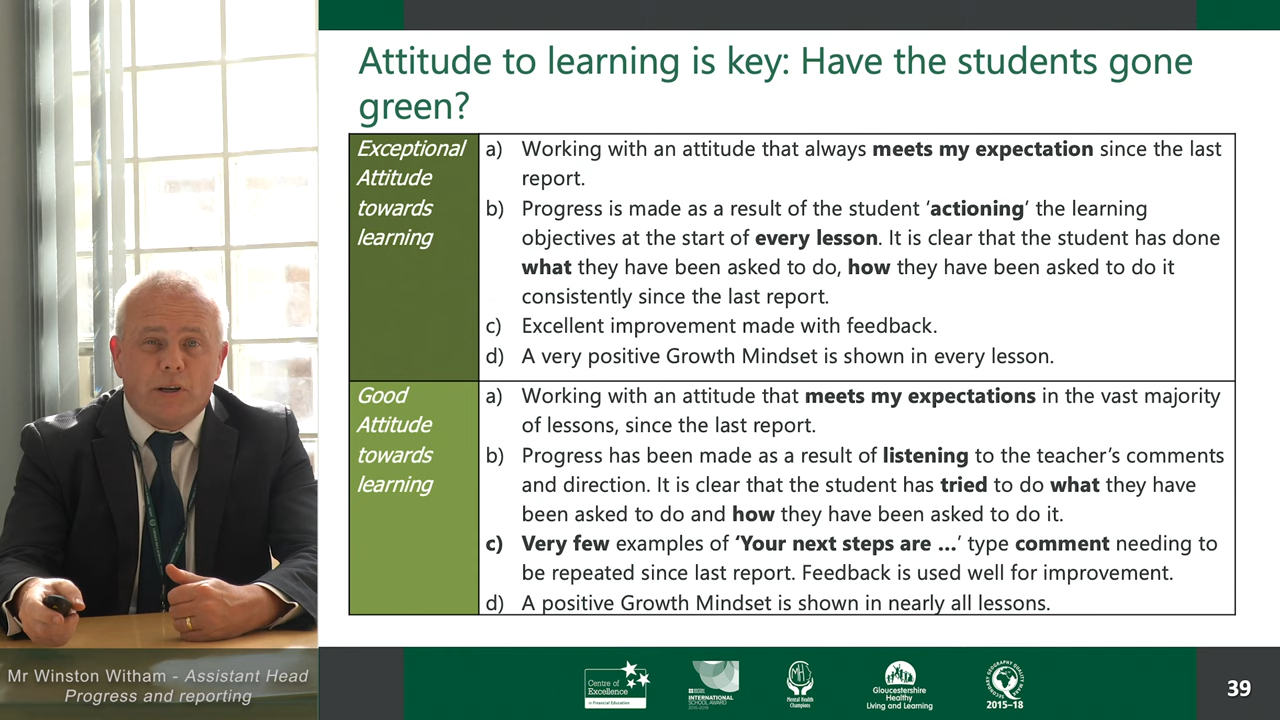 Attitude to learning is key: Have the students gone
green?
Exceptional
Attitude
towards
learning
a) Working with an attitude that always meets my expectation since the last
report.
b) Progress is made as a result of the student ‘actioning’ the learning
objectives at the start of every lesson. It is clear that the student has done
what they have been asked to do, how they have been asked to do it
consistently since the last report.
c) Excellent improvement made with feedback.
d) A very positive Growth Mindset is shown in every lesson.
Good
Attitude
towards
learning
a) Working with an attitude that meets my expectations in the vast majority
of lessons, since the last report.
b) Progress has been made as a result of listening to the teacher’s comments
and direction. It is clear that the student has tried to do what they have
been asked to do and how they have been asked to do it.
c) Very few examples of ‘Your next steps are …’ type comment needing to
be repeated since last report. Feedback is used well for improvement.
d) A positive Growth Mindset is shown in nearly all lessons.
Mr Winston Witham - Assistant Head
Progress and reporting
Centre of
Excellence
in Financial Education
INTERNATIONAL
SCHOOL AWARD
Mental Health
Champions
Gloucestershire
Healthy
Living and Learning
SECONDARY GEOGRAPHY QUALITY MARK
2015–18
39